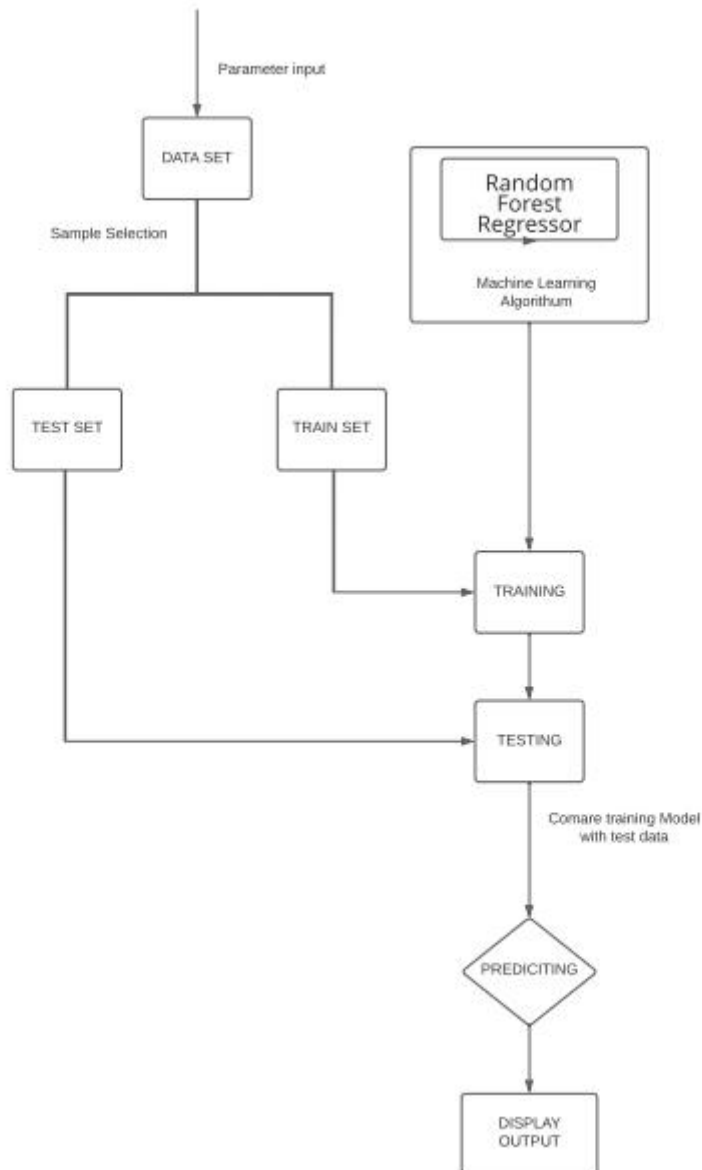 Parameter input
DATA SET
Random
Forest
Regressor
Sample Selection
Machine Learning
Algorithum
TEST SET
TRAIN SET
TRAINING
TESTING
Comare training Model
with test data
PREDICITING
DISPLAY
OUTPUT